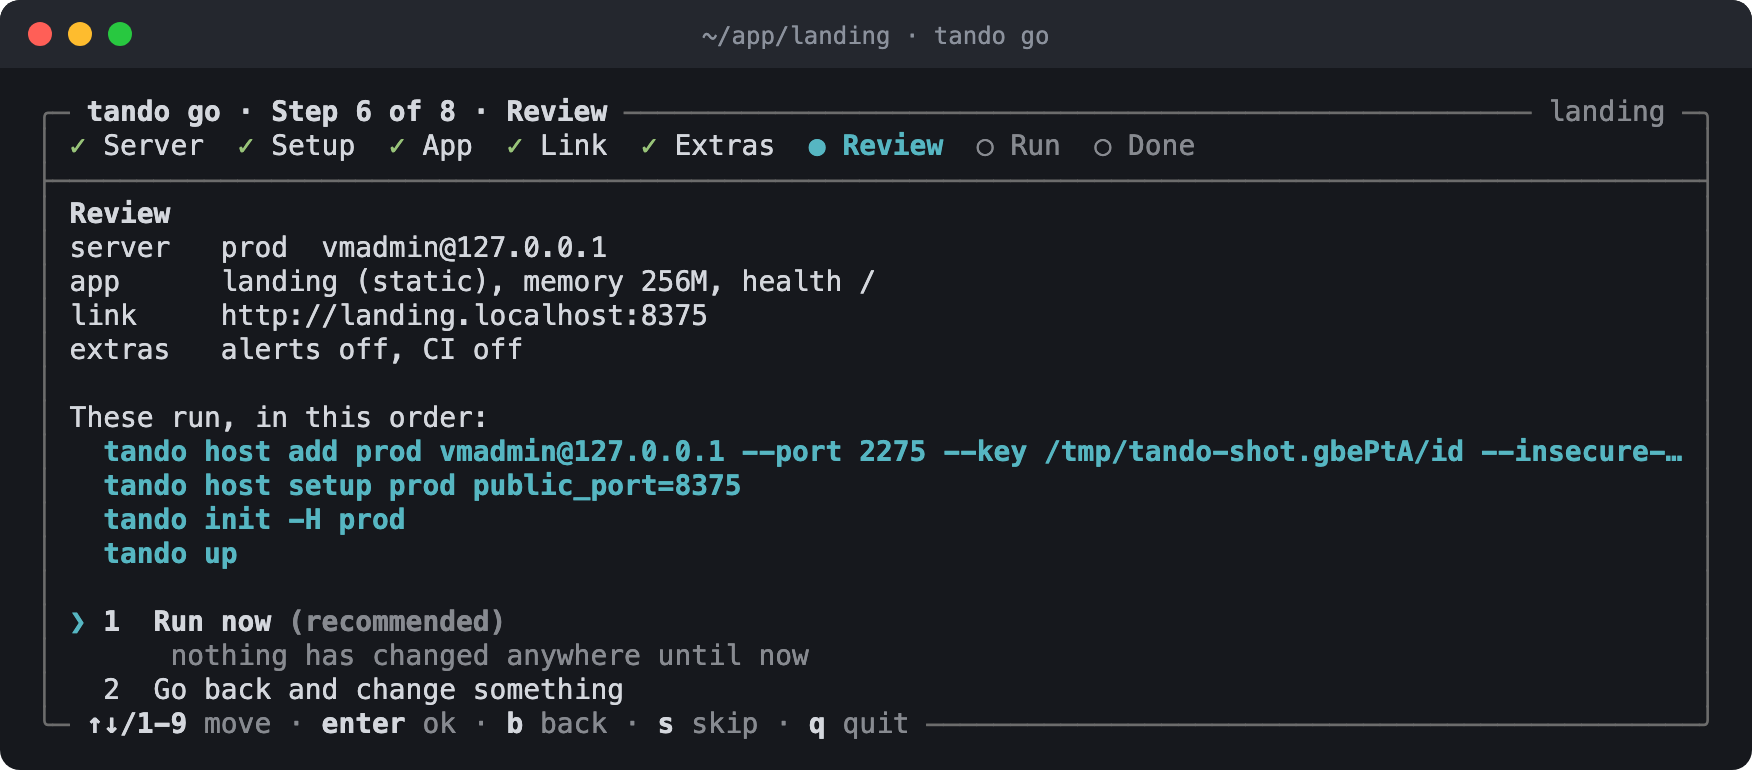 ~/app/landing · tando go
tando go · Step 6 of 8 · Review landing
✓ Server ✓ Setup ✓ App ✓ Link ✓ Extras ● Review ○ Run ○ Done
Review
server prod vmadmin@127.0.0.1
app landing (static), memory 256M, health /
link http://landing.localhost:8375
extras alerts off, CI off
These run, in this order:
tando host add prod vmadmin@127.0.0.1 --port 2275 --key /tmp/tando-shot.gbePtA/id --insecure-…
tando host setup prod public_port=8375
tando init -H prod
tando up
❯ 1 Run now (recommended)
nothing has changed anywhere until now
2 Go back and change something
↑↓/1-9 move · enter ok · b back · s skip · q quit